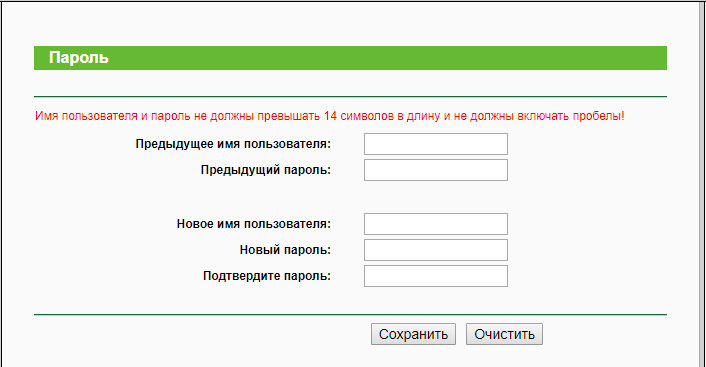 Пароль
Имя пользователя и пароль не должны превышать 14 символов в длину и не должны включать пробелы!
Предыдущее имя пользователя:
Предыдущий пароль:
Новое имя пользователя:
Новый пароль:
Подтвердите пароль:
Сохранить Очистить